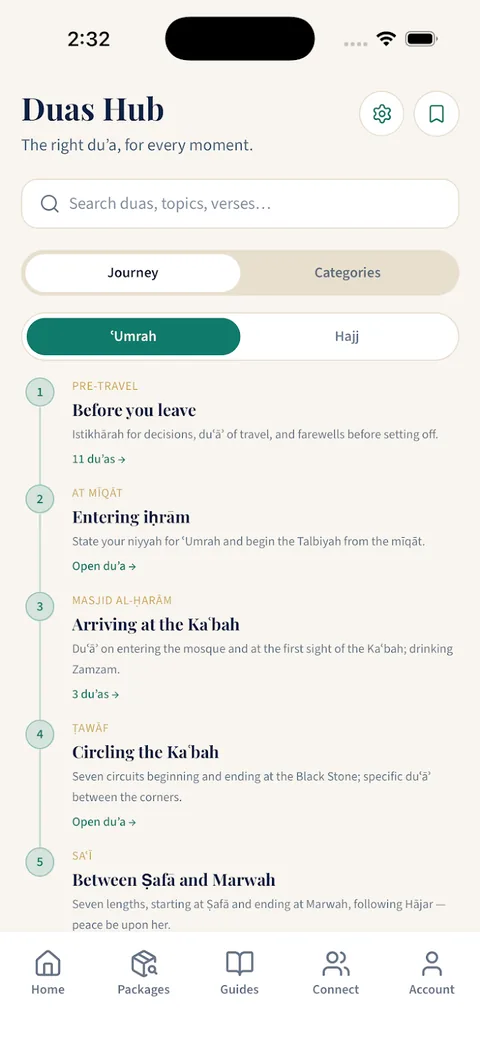 2:32
Duas Hub
The right du’a, for every moment.
Search duas, topics, verses…
Journey
Categories
ʿUmrah
Hajj
1
PRE-TRAVEL
Before you leave
Istikhārah for decisions, duʿāʾ of travel, and farewells before setting off.
11 du’as →
2
AT MĪQĀT
Entering iḥrām
State your niyyah for ʿUmrah and begin the Talbiyah from the mīqāt.
Open du’a →
3
MASJID AL-ḤARĀM
Arriving at the Kaʿbah
Duʿāʾ on entering the mosque and at the first sight of the Kaʿbah; drinking
Zamzam.
3 du’as →
4
ṬAWĀF
Circling the Kaʿbah
Seven circuits beginning and ending at the Black Stone; specific duʿāʾ
between the corners.
Open du’a →
5
SAʿĪ
Between Ṣafā and Marwah
Seven lengths, starting at Ṣafā and ending at Marwah, following Hājar —
peace be upon her.
Home
Packages
Guides
Connect
Account